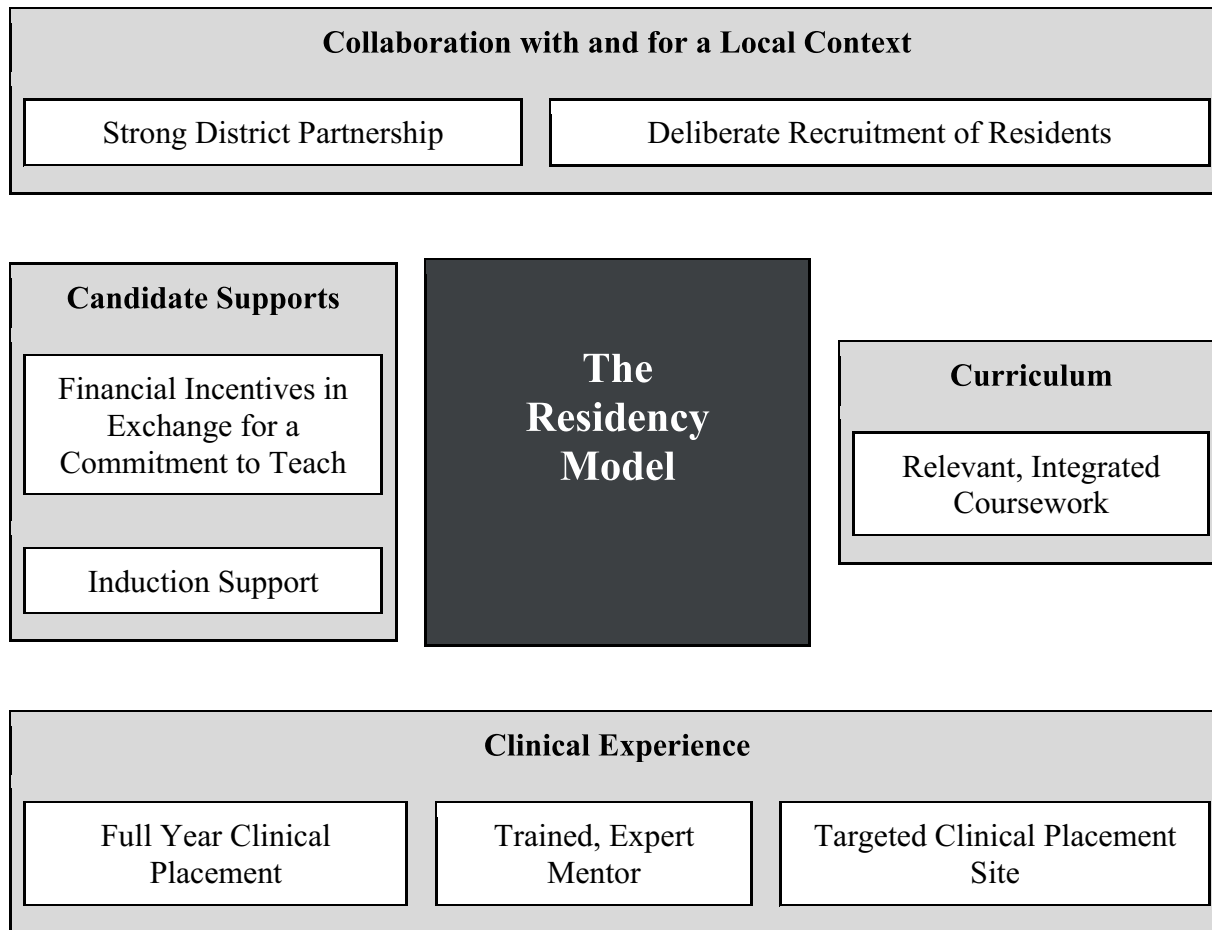 Collaboration with and for a Local Context
Strong District Partnership
Deliberate Recruitment of Residents
Candidate Supports
Financial Incentives in
Exchange for a
Commitment to Teach
Induction Support
The
Residency
Model
Curriculum
Relevant, Integrated
Coursework
Clinical Experience
Full Year Clinical
Placement
Trained, Expert
Mentor
Targeted Clinical Placement
Site